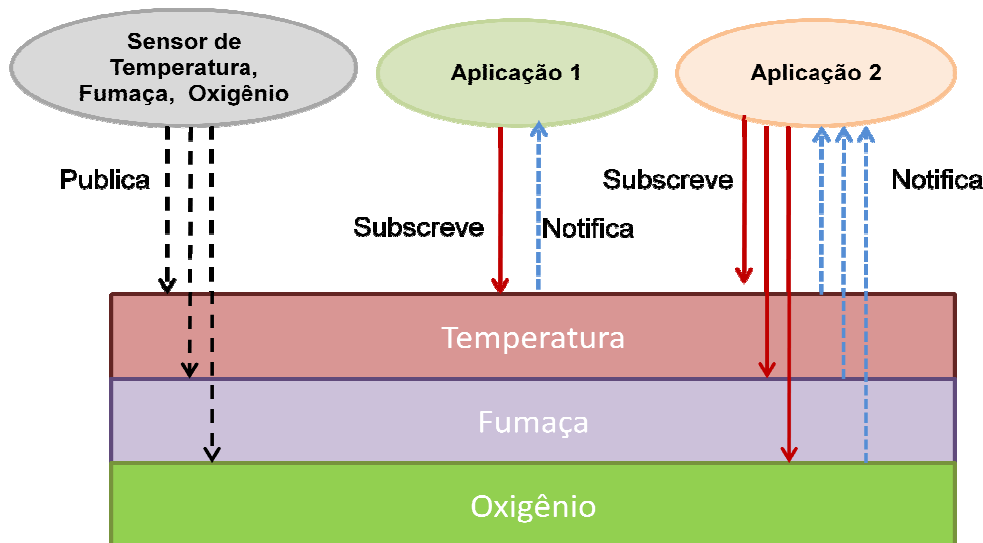 Sensor de
Temperatura,
Fumaça, Oxigênio
Aplicação 1
Aplicação 2
Publica
Subscreve
Notifica
Subscreve
Notifica
Temperatura
Fumaça
Oxigênio